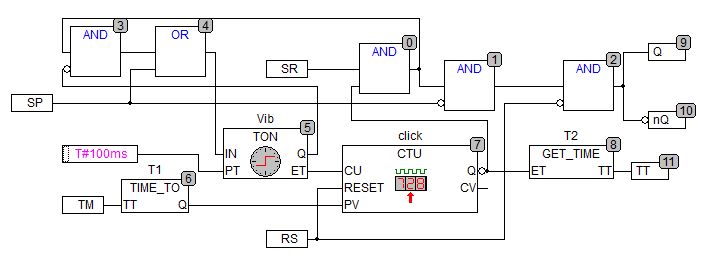 3
4
AND
OR
0
AND
SR
1
AND
2
AND
9
Q
10
nQ
SP
Vib
5
TON
IN
Q
PT
ET
T#100ms
click
7
CTU
CU
Q
RESET
CV
PV
728
T2
8
GET_TIME
ET
TT
11
TT
T1
6
TIME_TO
TM
TT
Q
RS